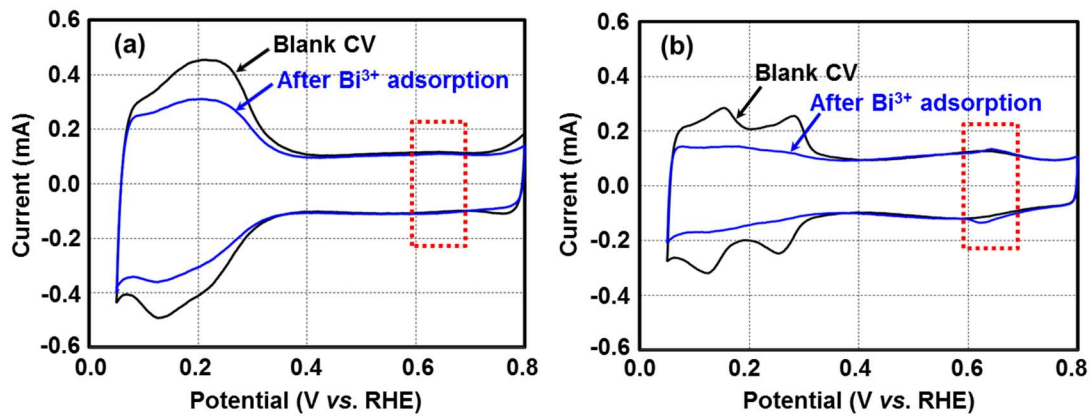 (a)
Blank CV
After Bi³⁺ adsorption
0.6
0.4
0.2
0.0
-0.2
-0.4
-0.6
Current (mA)
0.0 0.2 0.4 0.6 0.8
Potential (V vs. RHE)
(b)
Blank CV
After Bi³⁺ adsorption
0.6
0.4
0.2
0.0
-0.2
-0.4
-0.6
Current (mA)
0.0 0.2 0.4 0.6 0.8
Potential (V vs. RHE)